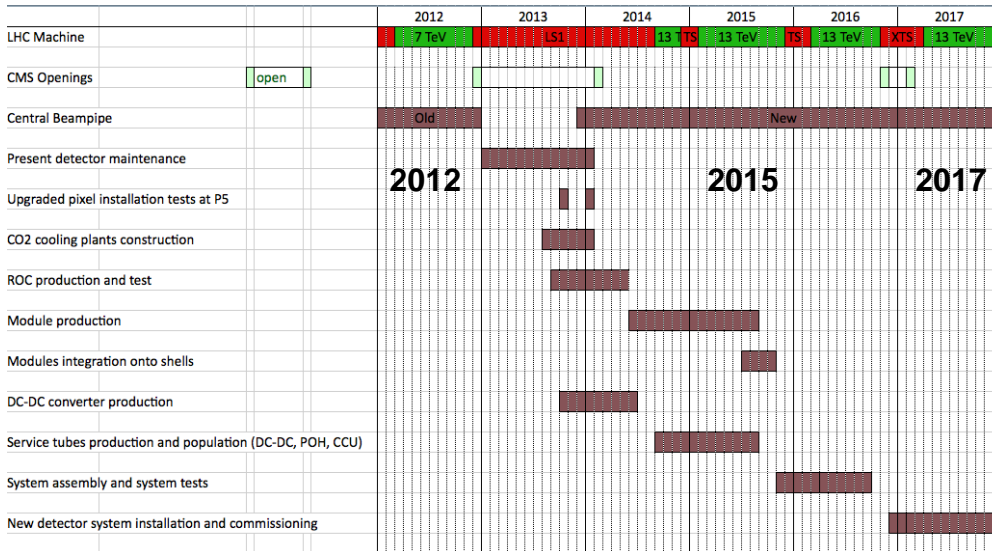 2012 2013 2014 2015 2016 2017
LHC Machine 7 TeV LS1 13 T TS 13 TeV TS 13 TeV XTS 13 TeV
CMS Openings open
Central Beampipe Old New
Present detector maintenance
2012 2015 2017
Upgraded pixel installation tests at P5
CO2 cooling plants construction
ROC production and test
Module production
Modules integration onto shells
DC-DC converter production
Service tubes production and population (DC-DC, POH, CCU)
System assembly and system tests
New detector system installation and commissioning